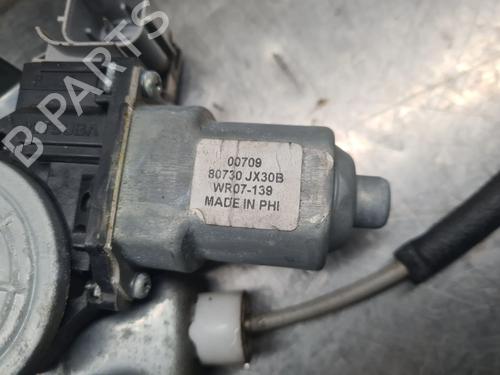 B-PARTS
00709
80730 JX30B
WR07-139
MADE IN PHI